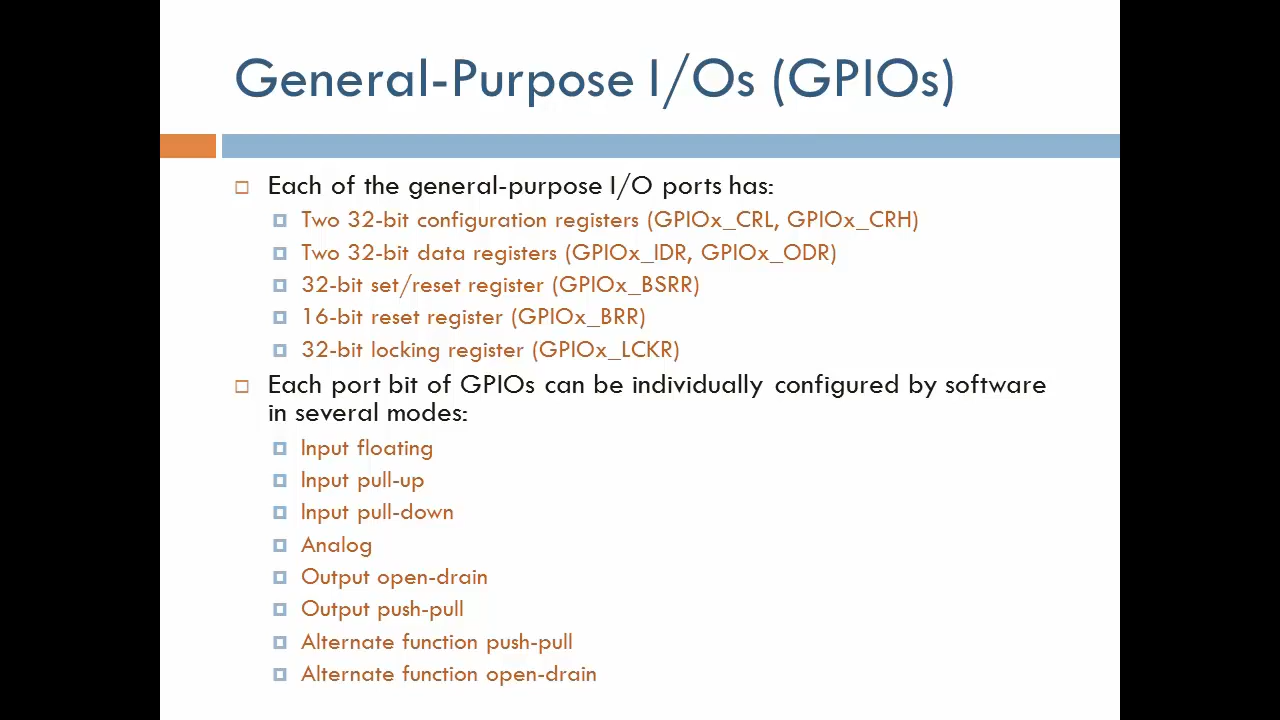 General-Purpose I/Os (GPIOs)
Each of the general-purpose I/O ports has:
Two 32-bit configuration registers (GPIOx_CRL, GPIOx_CRH)
Two 32-bit data registers (GPIOx_IDR, GPIOx_ODR)
32-bit set/reset register (GPIOx_BSRR)
16-bit reset register (GPIOx_BRR)
32-bit locking register (GPIOx_LCKR)
Each port bit of GPIOs can be individually configured by software
in several modes:
Input floating
Input pull-up
Input pull-down
Analog
Output open-drain
Output push-pull
Alternate function push-pull
Alternate function open-drain